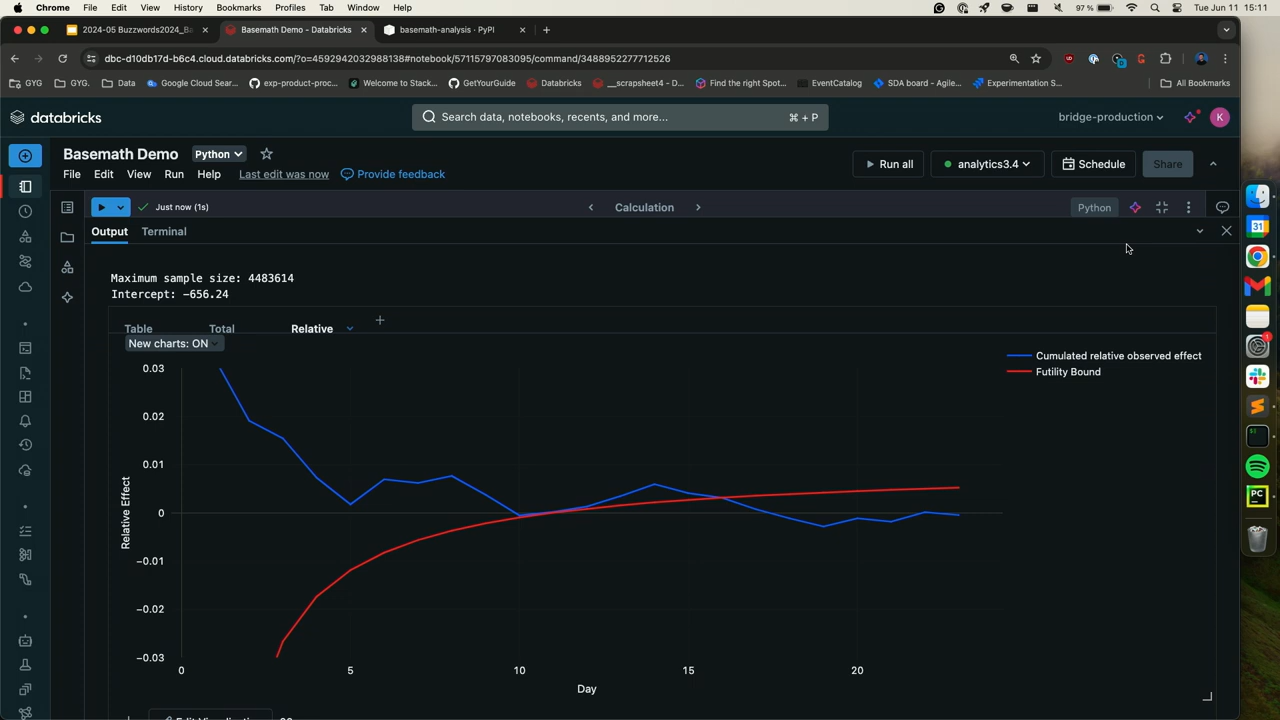 Chrome File Edit View History Bookmarks Profiles Tab Window Help 97 % Tue Jun 11 15:11
2024-05 Buzzwords2024_Ba Basemath Demo - Databricks basemath-analysis · PyPI
dbc-d10db17d-b6c4.cloud.databricks.com/?o=4592942032988138#notebook/57115797083095/command/3488952277712526
GYG GYG. Data Google Cloud Sear... exp-product-proc... Welcome to Stack... GetYourGuide Databricks __scrapsheet4 - D... Find the right Spot... EventCatalog SDA board - Agile... Experimentation S... All Bookmarks
databricks Search data, notebooks, recents, and more... ⌘ + P bridge-production K
Basemath Demo Python Run all analytics3.4 Schedule Share
File Edit View Run Help Last edit was now Provide feedback
Just now (1s) Calculation Python
Output Terminal
Maximum sample size: 4483614
Intercept: -656.24
Table Total Relative +
New charts: ON
Cumulated relative observed effect
Futility Bound
0.03
0.02
0.01
0
−0.01
−0.02
−0.03
Relative Effect
0 5 10 15 20
Day